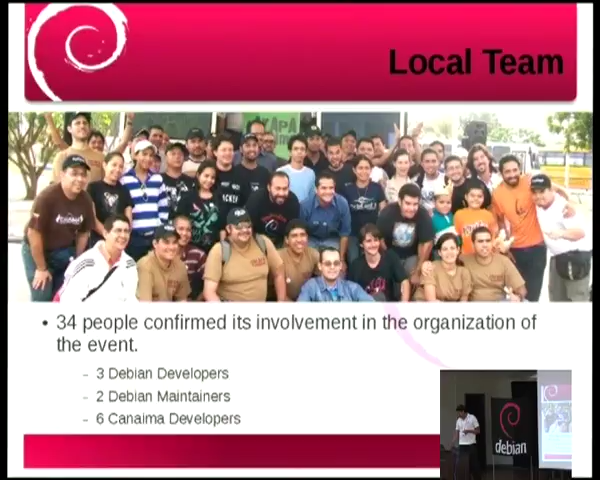 Local Team
• 34 people confirmed its involvement in the organization of
the event.
– 3 Debian Developers
– 2 Debian Maintainers
– 6 Canaima Developers
debian